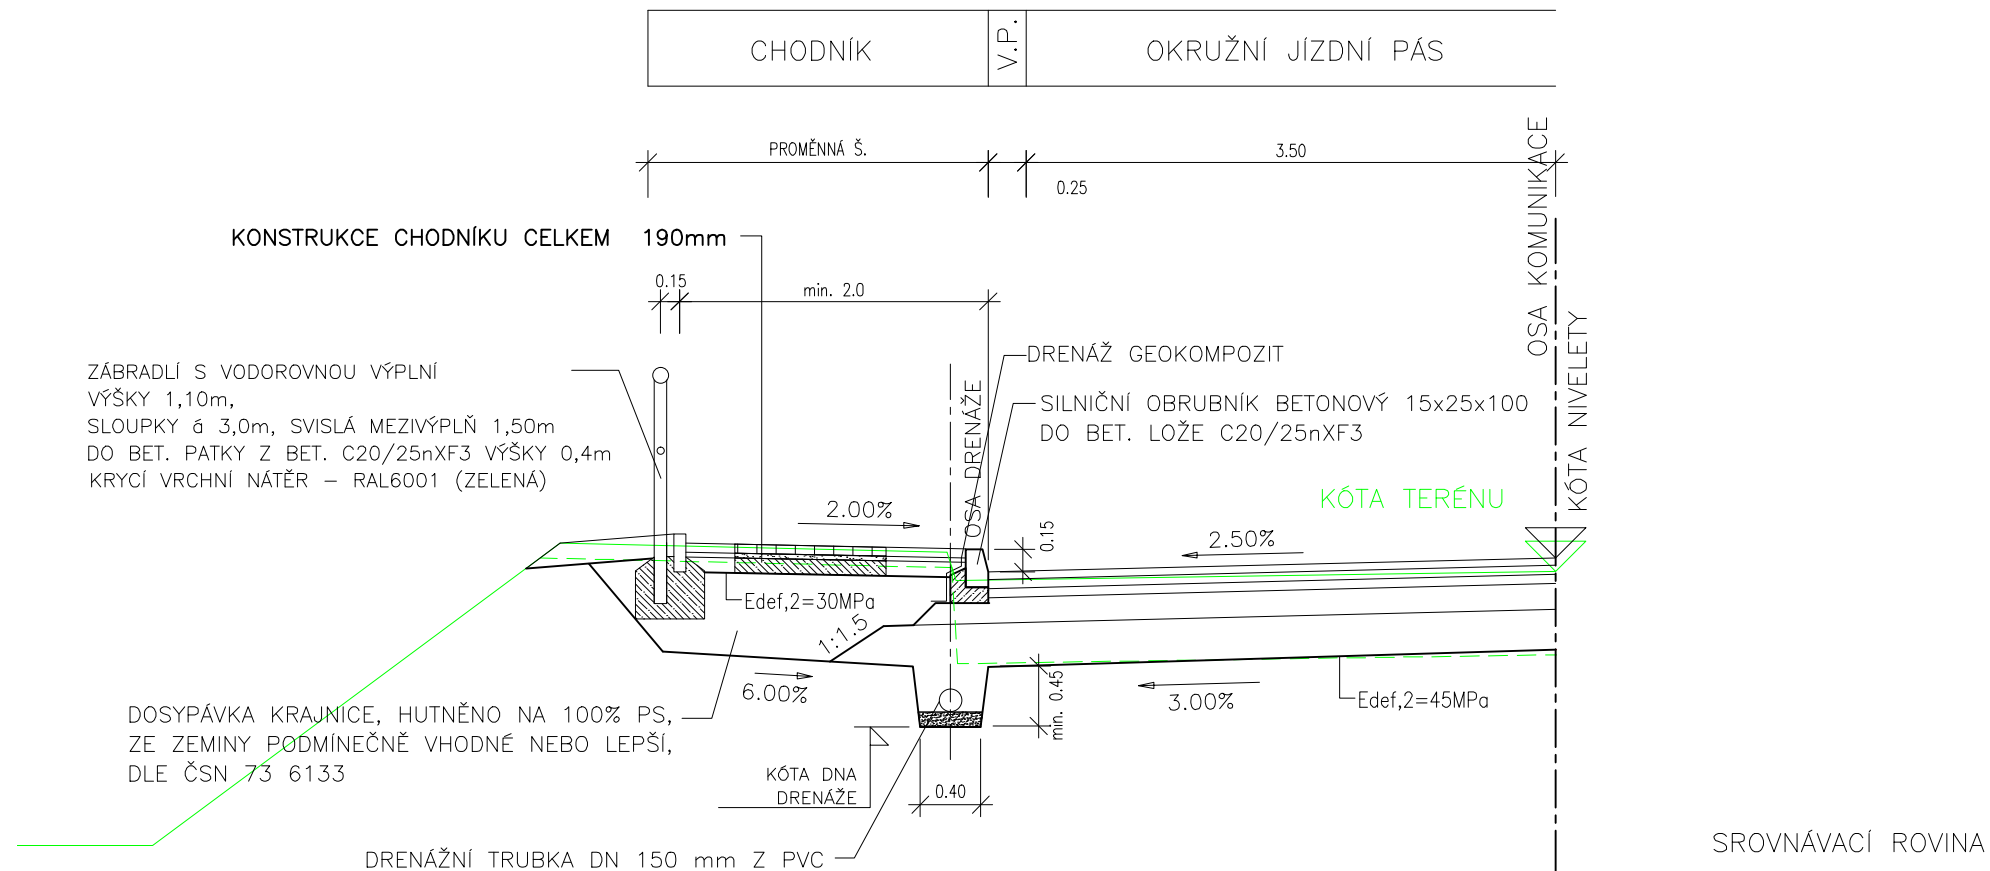 CHODNÍK
V.P.
OKRUŽNÍ JÍZDNÍ PÁS
PROMĚNNÁ Š.
3.50
0.25
OSA KOMUNIKACE
KÓTA NIVELETY
KONSTRUKCE CHODNÍKU CELKEM 190mm
0.15
min. 2.0
ZÁBRADLÍ S VODOROVNOU VÝPLNÍ
VÝŠKY 1,10m,
SLOUPKY á 3,0m, SVISLÁ MEZIVÝPLŇ 1,50m
DO BET. PATKY Z BET. C20/25nXF3 VÝŠKY 0,4m
KRYCÍ VRCHNÍ NÁTĚR – RAL6001 (ZELENÁ)
DRENÁŽ GEOKOMPOZIT
SILNIČNÍ OBRUBNÍK BETONOVÝ 15x25x100
DO BET. LOŽE C20/25nXF3
OSA DRENÁŽE
KÓTA TERÉNU
2.00%
0.15
2.50%
Edef,2=30MPa
1:1.5
6.00%
min. 0.45
3.00%
Edef,2=45MPa
DOSYPÁVKA KRAJNICE, HUTNĚNO NA 100% PS,
ZE ZEMINY PODMÍNEČNĚ VHODNÉ NEBO LEPŠÍ,
DLE ČSN 73 6133
KÓTA DNA
DRENÁŽE
0.40
DRENÁŽNÍ TRUBKA DN 150 mm Z PVC
SROVNÁVACÍ ROVINA